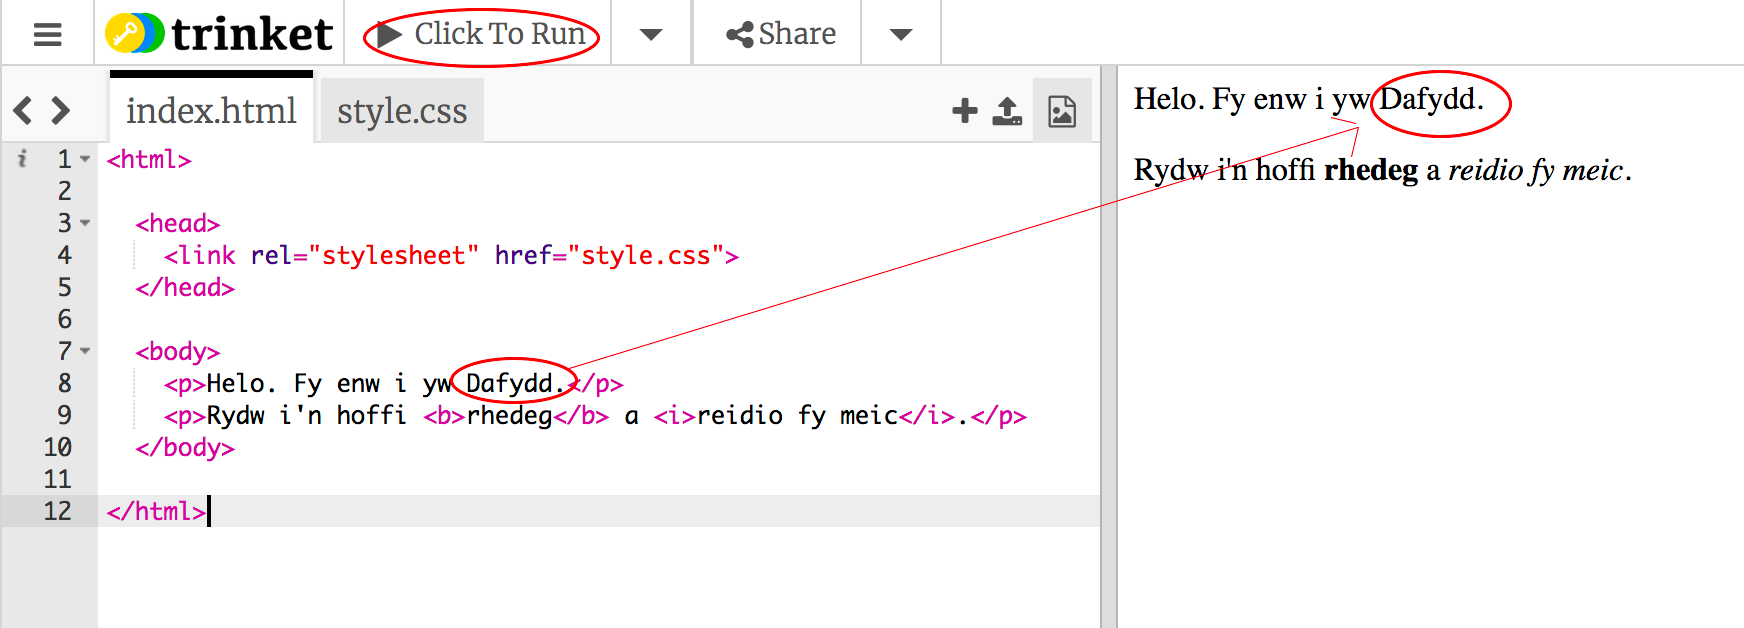 trinket Click To Run Share
index.html style.css
i 1 <html>
2
3 <head>
4 <link rel="stylesheet" href="style.css">
5 </head>
6
7 <body>
8 <p>Helo. Fy enw i yw Dafydd.</p>
9 <p>Rydw i'n hoffi <b>rhedeg</b> a <i>reidio fy meic</i>.</p>
10 </body>
11
12 </html>
Helo. Fy enw i yw Dafydd.
Rydw i'n hoffi rhedeg a reidio fy meic.